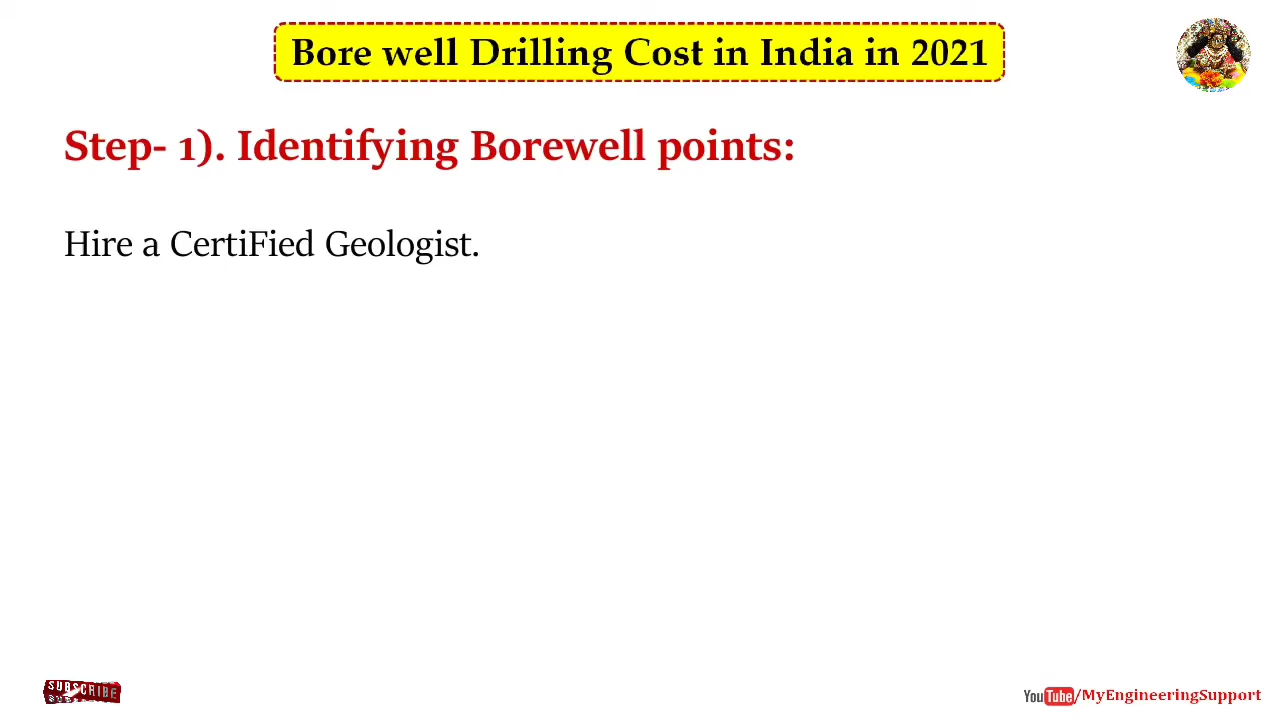 Bore well Drilling Cost in India in 2021
Step- 1). Identifying Borewell points:
Hire a CertiFied Geologist.
SUBSCRIBE
YouTube/MyEngineeringSupport